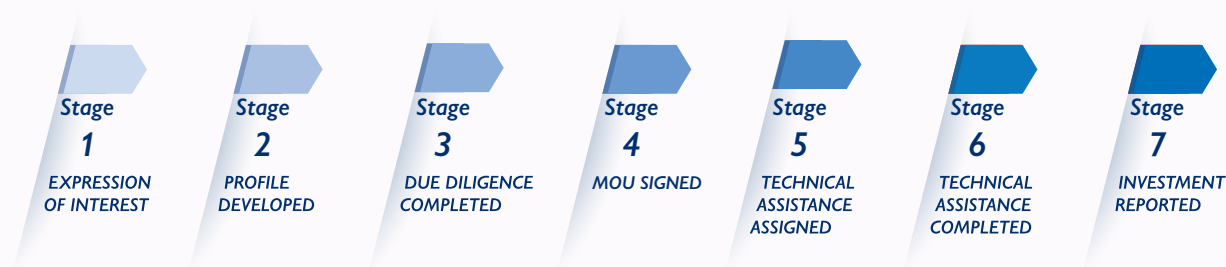 Stage
1
EXPRESSION
OF INTEREST
Stage
2
PROFILE
DEVELOPED
Stage
3
DUE DILIGENCE
COMPLETED
Stage
4
MOU SIGNED
Stage
5
TECHNICAL
ASSISTANCE
ASSIGNED
Stage
6
TECHNICAL
ASSISTANCE
COMPLETED
Stage
7
INVESTMENT
REPORTED